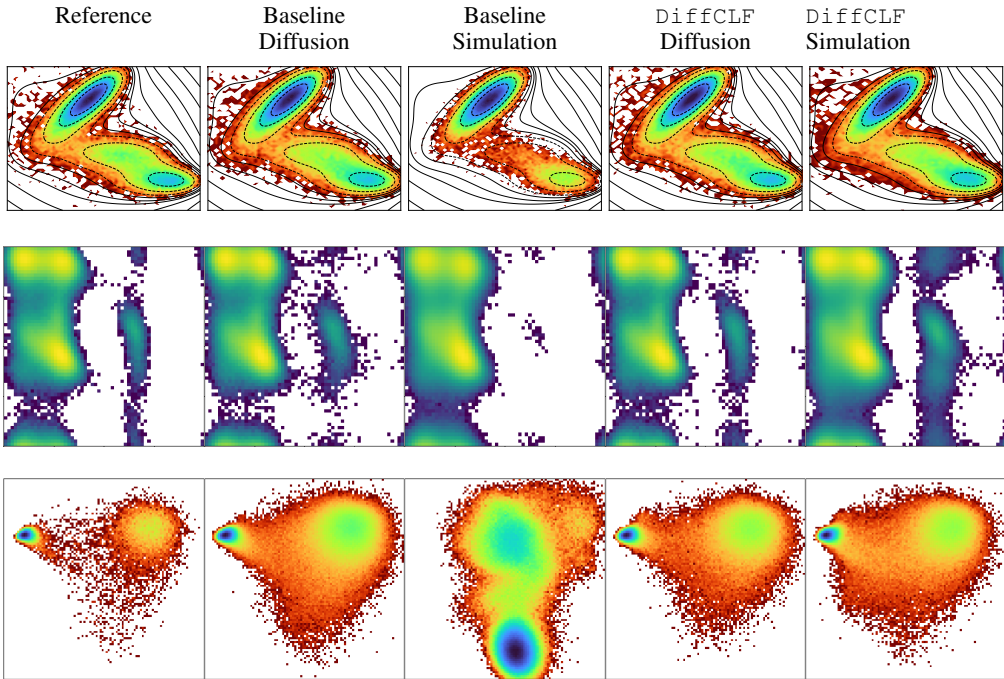 Reference
Baseline
Diffusion
Baseline
Simulation
DiffCLF
Diffusion
DiffCLF
Simulation